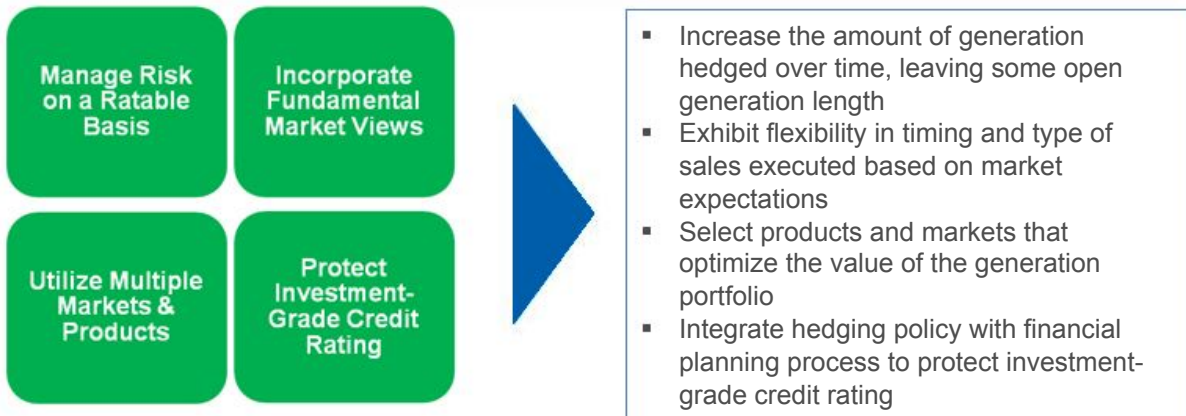 Manage Risk
on a Ratable
Basis
Incorporate
Fundamental
Market Views
Utilize Multiple
Markets &
Products
Protect
Investment-
Grade Credit
Rating
▪ Increase the amount of generation
hedged over time, leaving some open
generation length
▪ Exhibit flexibility in timing and type of
sales executed based on market
expectations
▪ Select products and markets that
optimize the value of the generation
portfolio
▪ Integrate hedging policy with financial
planning process to protect investment-
grade credit rating